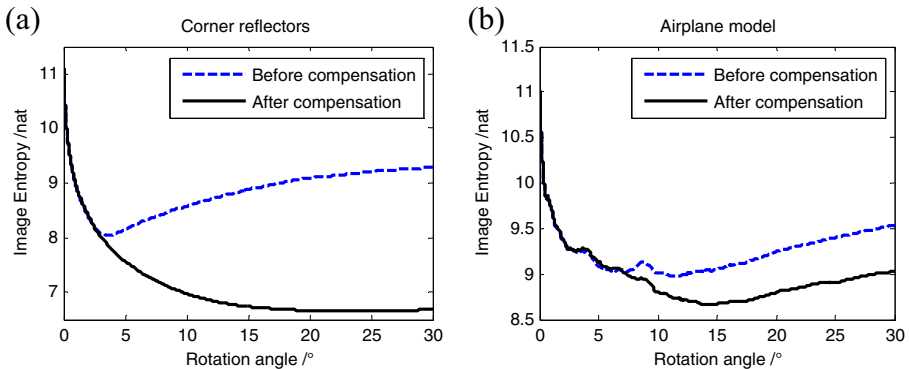 (a)
Corner reflectors
Before compensation
After compensation
Image Entropy /nat
11
10
9
8
7
0
5
10
15
20
25
30
Rotation angle /°
(b)
Airplane model
Before compensation
After compensation
Image Entropy /nat
11.5
11
10.5
10
9.5
9
8.5
0
5
10
15
20
25
30
Rotation angle /°